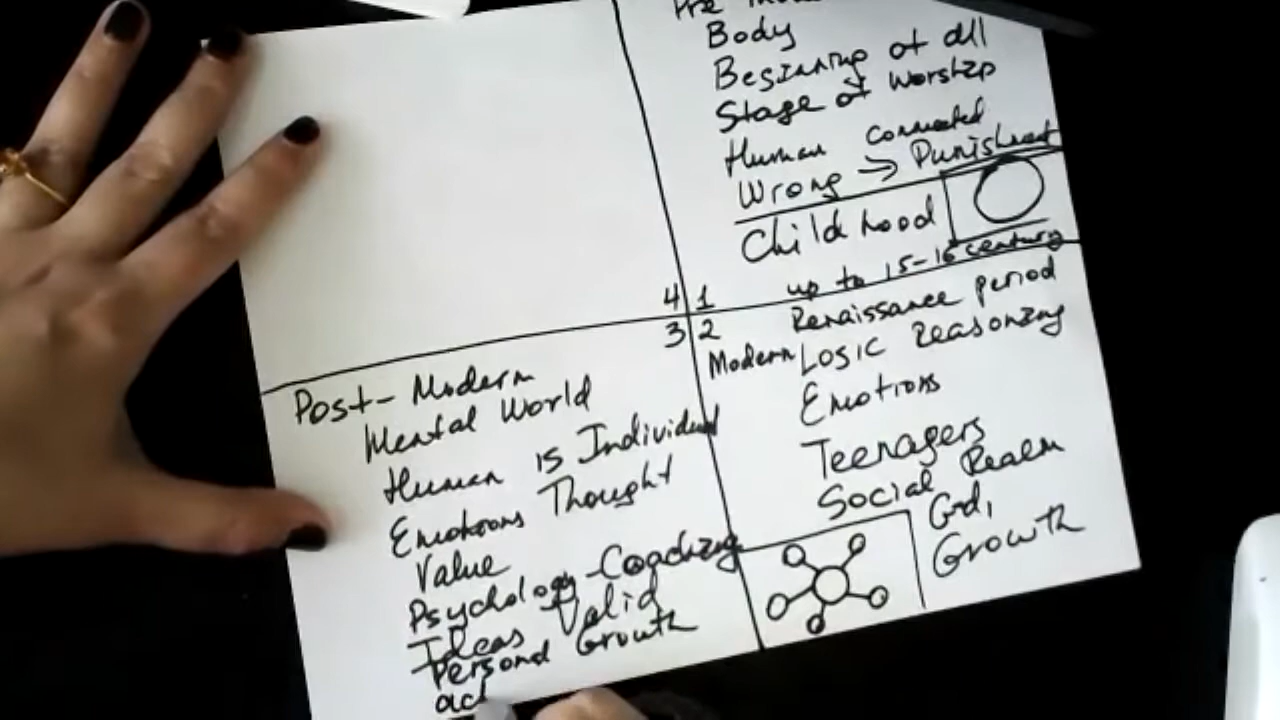 Pre
Body
Beginning of all
Stage of worship
Human connected
Wrong → Punishment
Childhood
up to 15-16 century
4 1
3 2
Renaissance period
Modern Logic Reasoning
Emotions
Teenagers
Social Realm
God,
Growth
Post-Modern
Mental World
Human is Individual
Emotions Thought
Value
Psychology-Coaching
Ideas Valid
Personal Growth